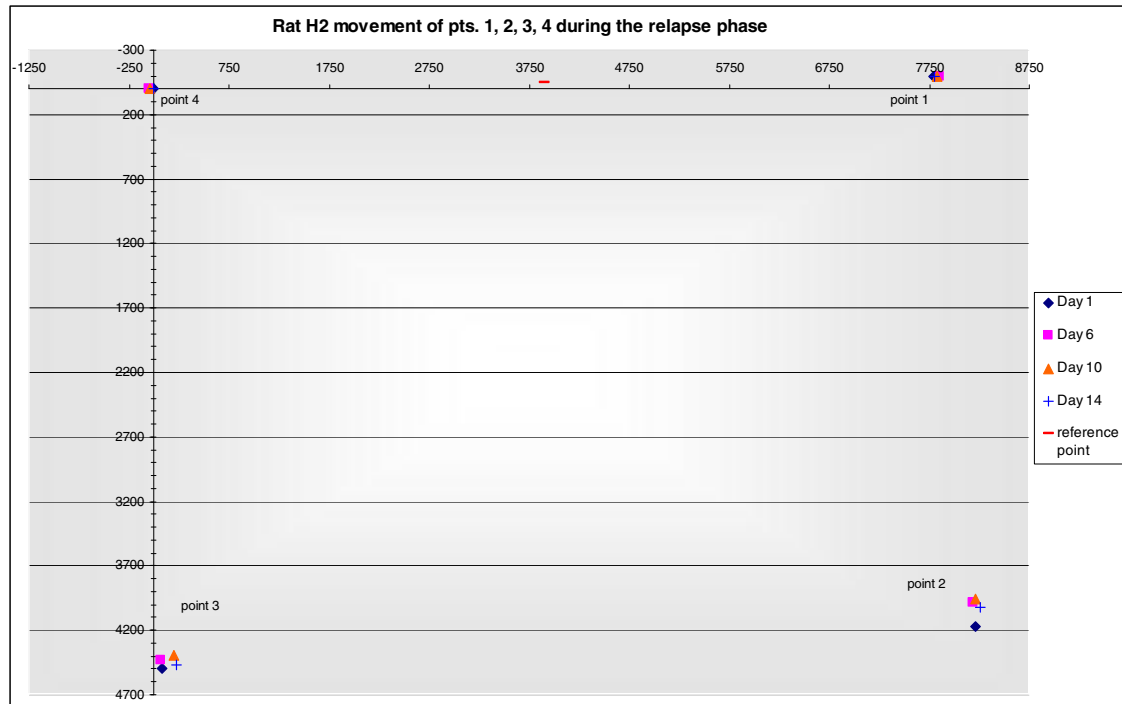 Rat H2 movement of pts. 1, 2, 3, 4 during the relapse phase
-300
-1250 -250 750 1750 2750 3750 4750 5750 6750 7750 8750
point 4 point 1
200
700
1200
1700
2200
2700
3200
3700
point 2
point 3
4200
4700
Day 1
Day 6
Day 10
Day 14
reference
point